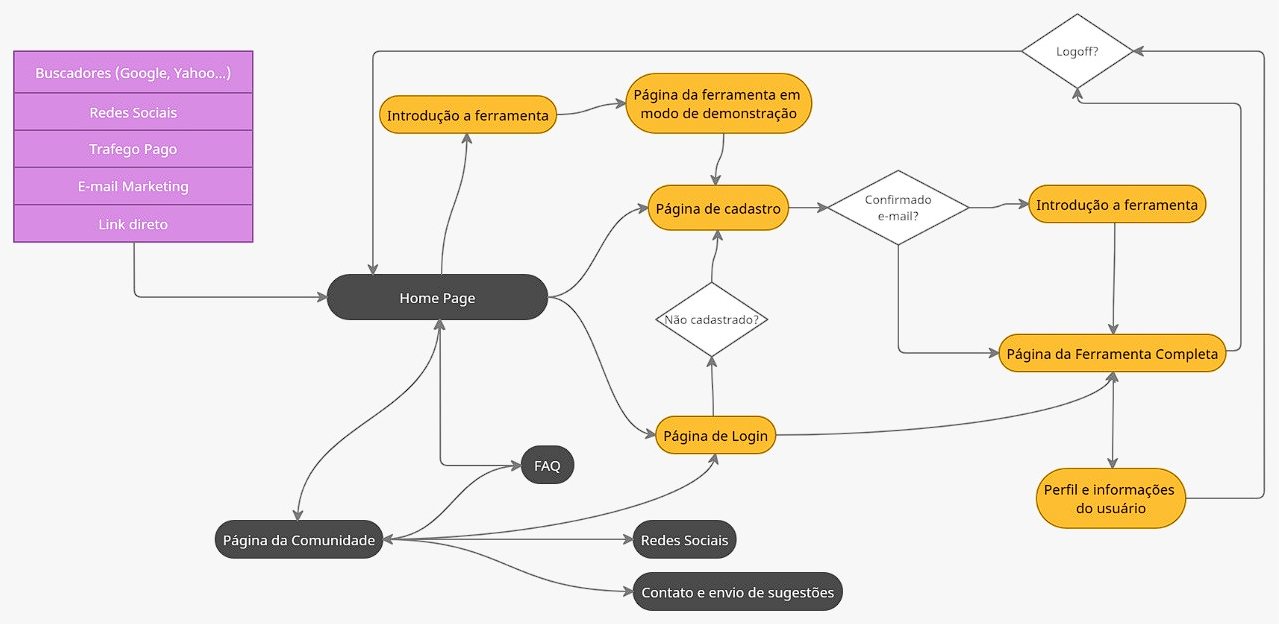 Buscadores (Google, Yahoo...)
Redes Sociais
Trafego Pago
E-mail Marketing
Link direto
Logoff?
Introdução a ferramenta
Página da ferramenta em
modo de demonstração
Página de cadastro
Confirmado
e-mail?
Introdução a ferramenta
Home Page
Não cadastrado?
Página da Ferramenta Completa
Página de Login
FAQ
Perfil e informações
do usuário
Página da Comunidade
Redes Sociais
Contato e envio de sugestões